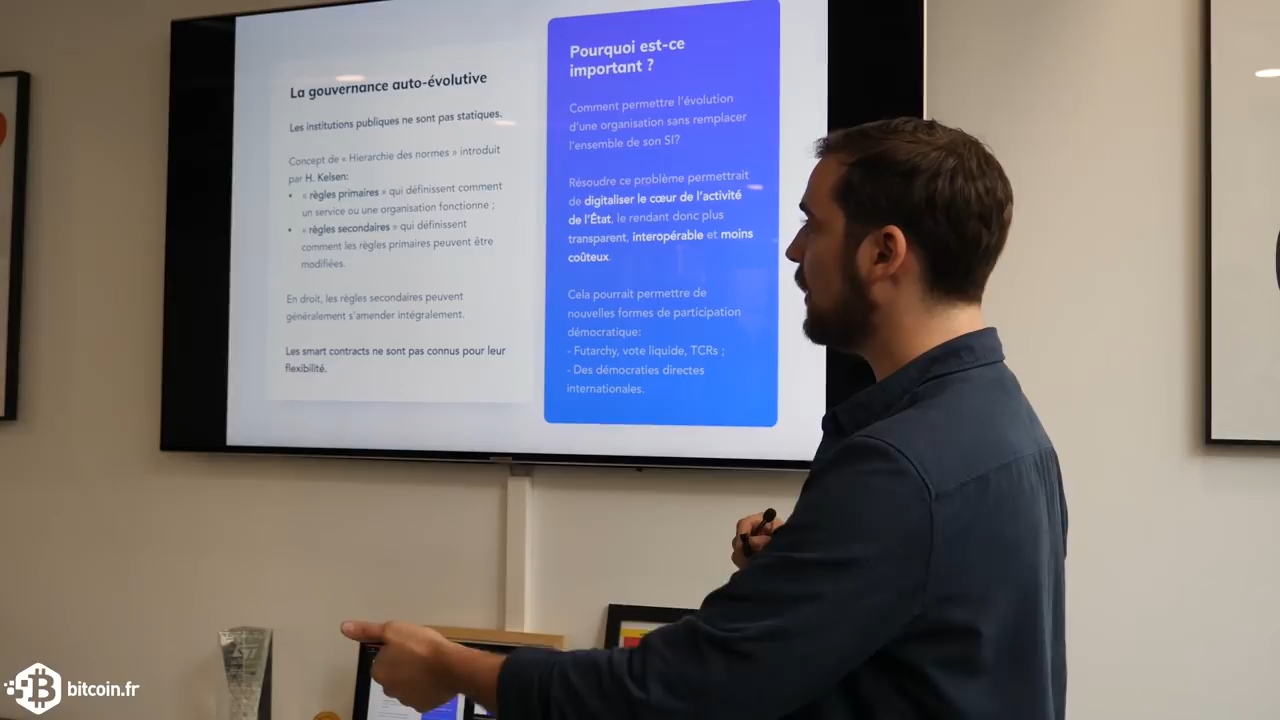 La gouvernance auto-évolutive
Les institutions publiques ne sont pas statiques.
Concept de « Hierarchie des normes » introduit
par H. Kelsen:
• « règles primaires » qui définissent comment
un service ou une organisation fonctionne ;
• « règles secondaires » qui définissent
comment les règles primaires peuvent être
modifiées.
En droit, les règles secondaires peuvent
généralement s'amender intégralement.
Les smart contracts ne sont pas connus pour leur
flexibilité.
Pourquoi est-ce
important ?
Comment permettre l'évolution
d'une organisation sans remplacer
l'ensemble de son SI?
Résoudre ce problème permettrait
de digitaliser le cœur de l'activité
de l'État, le rendant donc plus
transparent, interopérable et moins
coûteux.
Cela pourrait permettre de
nouvelles formes de participation
démocratique:
- Futarchy, vote liquide, TCRs ;
- Des démocraties directes
internationales.
bitcoin.fr